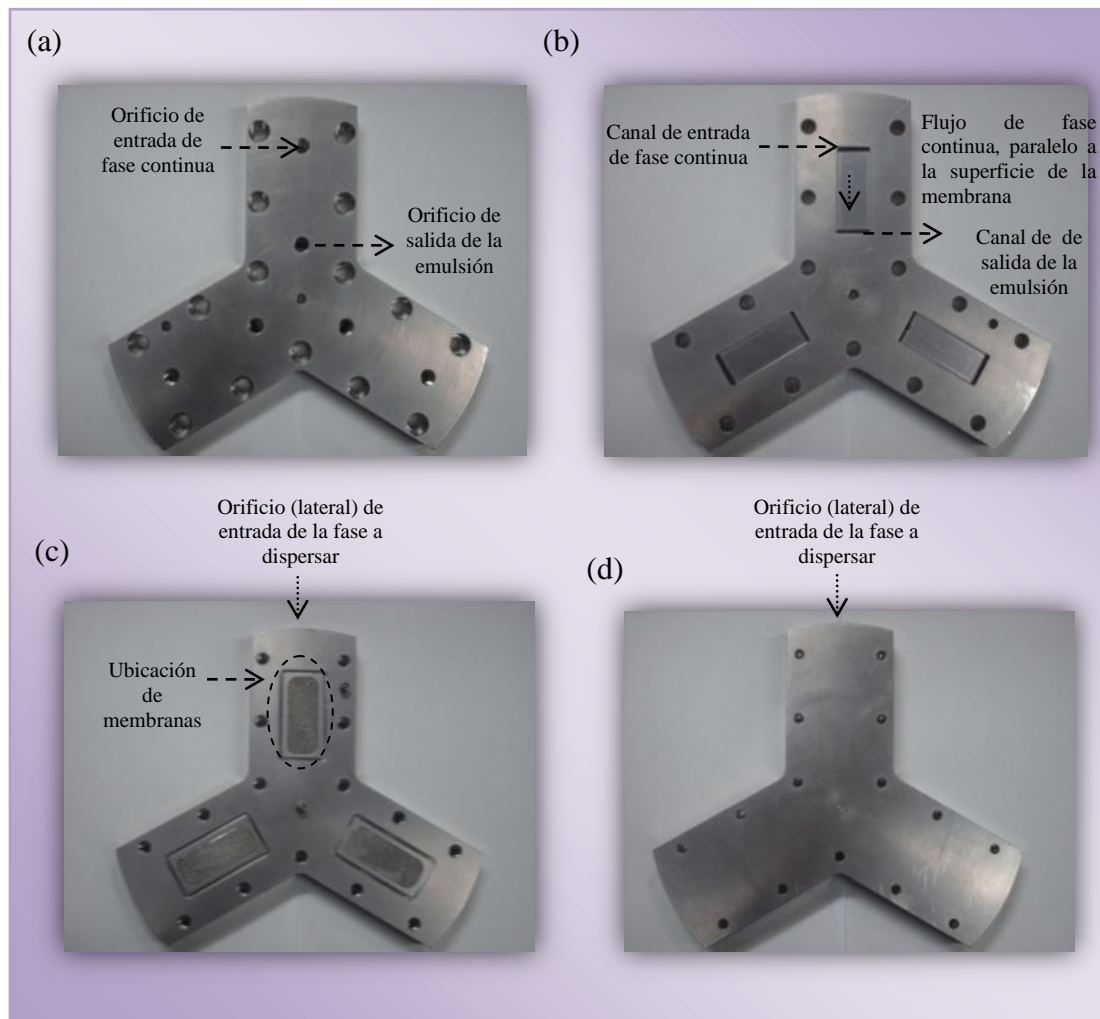 (a)
Orificio de
entrada de
fase continua
Orificio de
salida de la
emulsión
(b)
Canal de entrada
de fase continua
Flujo de fase
continua, paralelo a
la superficie de la
membrana
Canal de de
salida de la
emulsión
(c)
Orificio (lateral) de
entrada de la fase a
dispersar
Ubicación
de
membranas
(d)
Orificio (lateral) de
entrada de la fase a
dispersar